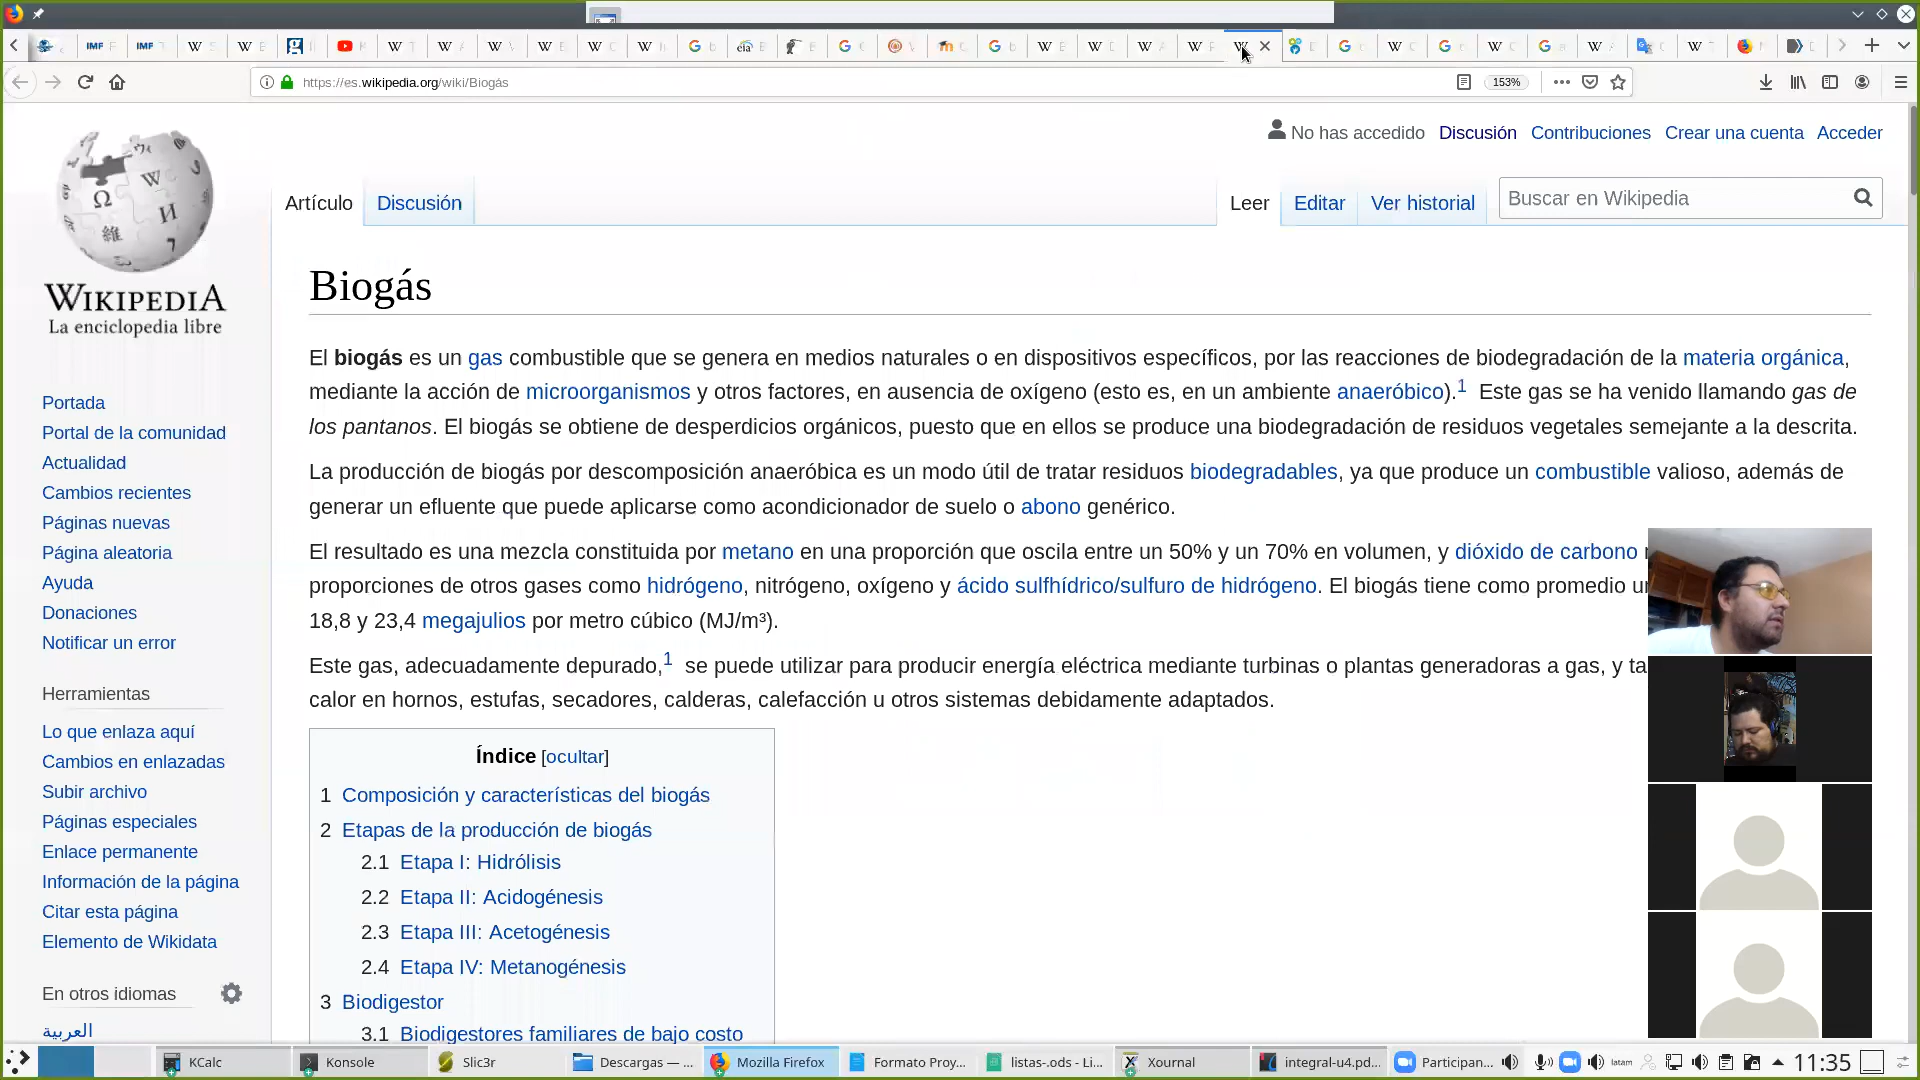 IMF
IMF
https://es.wikipedia.org/wiki/Biogás
153%
No has accedido Discusión Contribuciones Crear una cuenta Acceder
Artículo Discusión Leer Editar Ver historial Buscar en Wikipedia
WIKIPEDIA
La enciclopedia libre
Portada
Portal de la comunidad
Actualidad
Cambios recientes
Páginas nuevas
Página aleatoria
Ayuda
Donaciones
Notificar un error
Herramientas
Lo que enlaza aquí
Cambios en enlazadas
Subir archivo
Páginas especiales
Enlace permanente
Información de la página
Citar esta página
Elemento de Wikidata
En otros idiomas
العربية
Biogás
El biogás es un gas combustible que se genera en medios naturales o en dispositivos específicos, por las reacciones de biodegradación de la materia orgánica,
mediante la acción de microorganismos y otros factores, en ausencia de oxígeno (esto es, en un ambiente anaeróbico).1 Este gas se ha venido llamando gas de
los pantanos. El biogás se obtiene de desperdicios orgánicos, puesto que en ellos se produce una biodegradación de residuos vegetales semejante a la descrita.
La producción de biogás por descomposición anaeróbica es un modo útil de tratar residuos biodegradables, ya que produce un combustible valioso, además de
generar un efluente que puede aplicarse como acondicionador de suelo o abono genérico.
El resultado es una mezcla constituida por metano en una proporción que oscila entre un 50% y un 70% en volumen, y dióxido de carbono
proporciones de otros gases como hidrógeno, nitrógeno, oxígeno y ácido sulfhídrico/sulfuro de hidrógeno. El biogás tiene como promedio
18,8 y 23,4 megajulios por metro cúbico (MJ/m³).
Este gas, adecuadamente depurado,1 se puede utilizar para producir energía eléctrica mediante turbinas o plantas generadoras a gas, y ta
calor en hornos, estufas, secadores, calderas, calefacción u otros sistemas debidamente adaptados.
Índice [ocultar]
1 Composición y características del biogás
2 Etapas de la producción de biogás
2.1 Etapa I: Hidrólisis
2.2 Etapa II: Acidogénesis
2.3 Etapa III: Acetogénesis
2.4 Etapa IV: Metanogénesis
3 Biodigestor
3.1 Biodigestores familiares de bajo costo
KCalc Konsole Slic3r Descargas — ... Mozilla Firefox Formato Proy... listas-.ods - Li... Xournal integral-u4.pd... Participan... latam 11:35